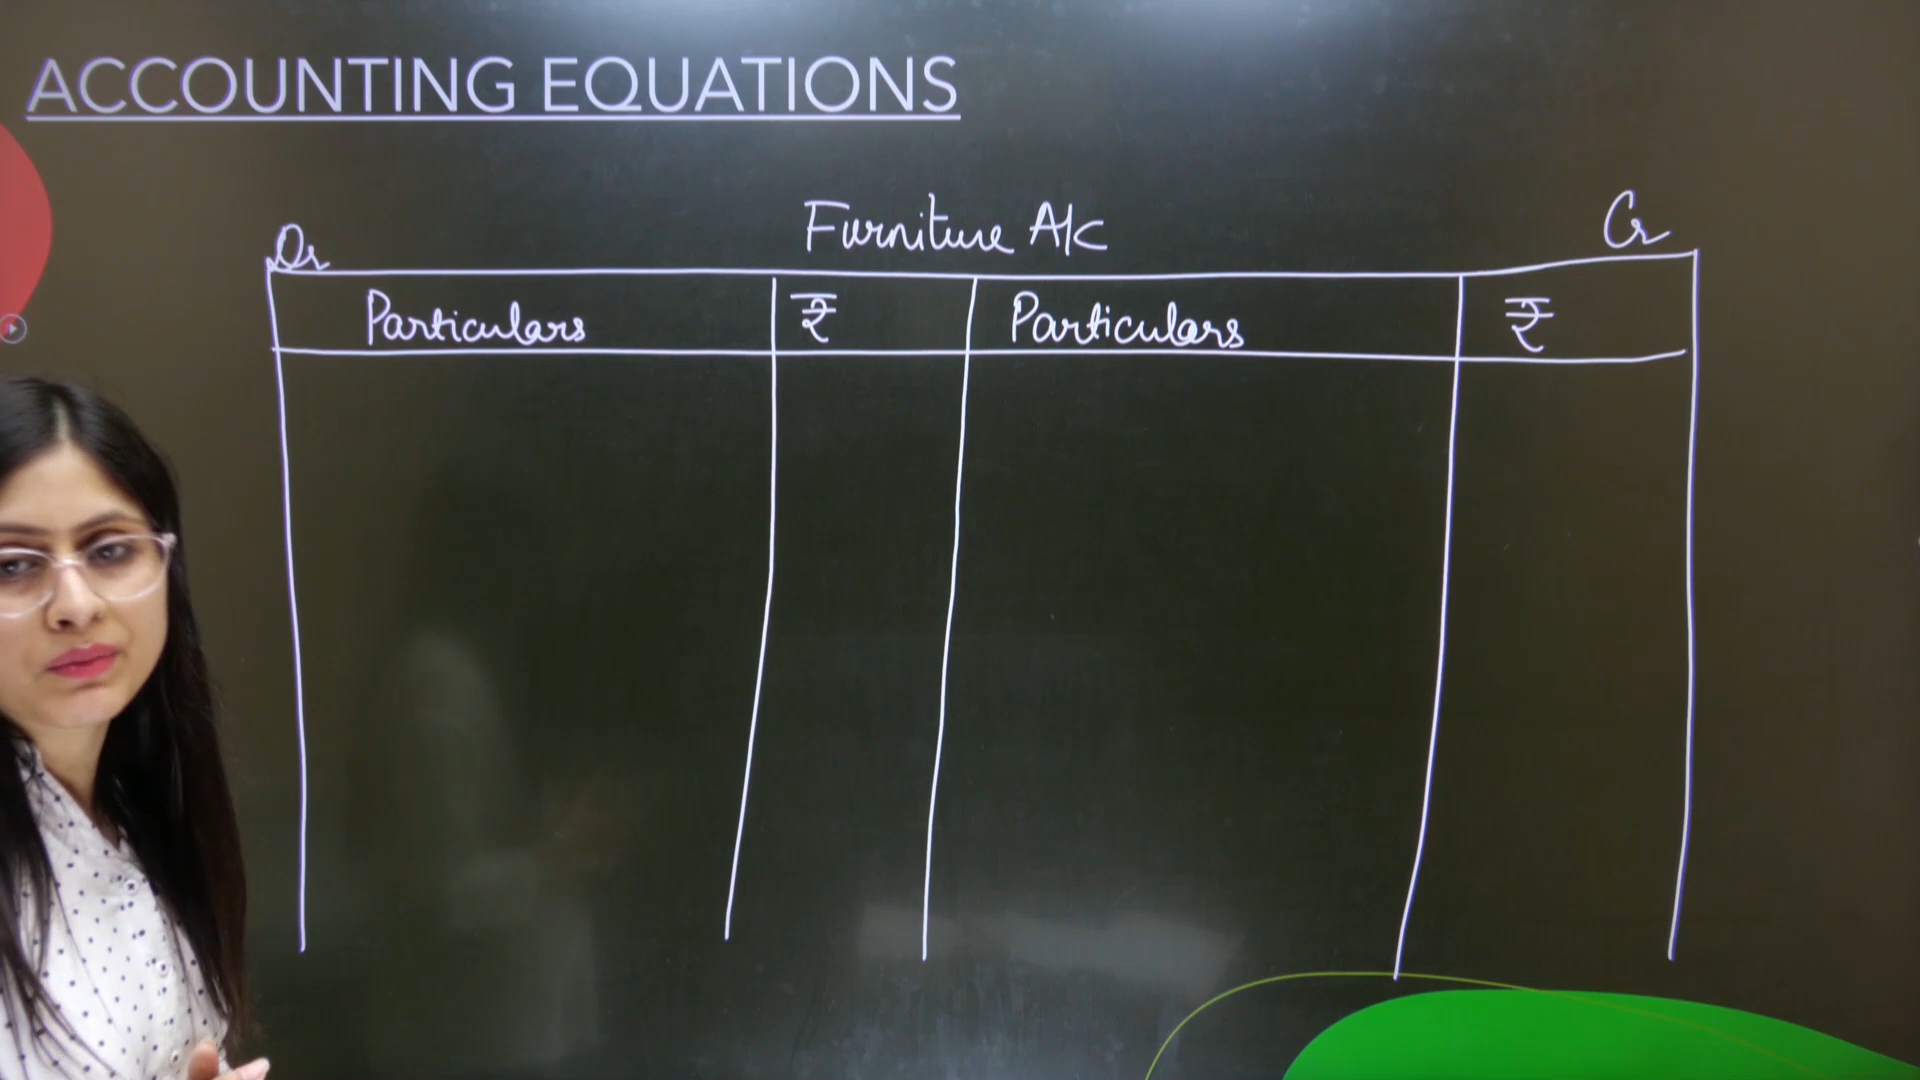 ACCOUNTING EQUATIONS
Dr Furniture A/c Cr
Particulars ₹ Particulars ₹